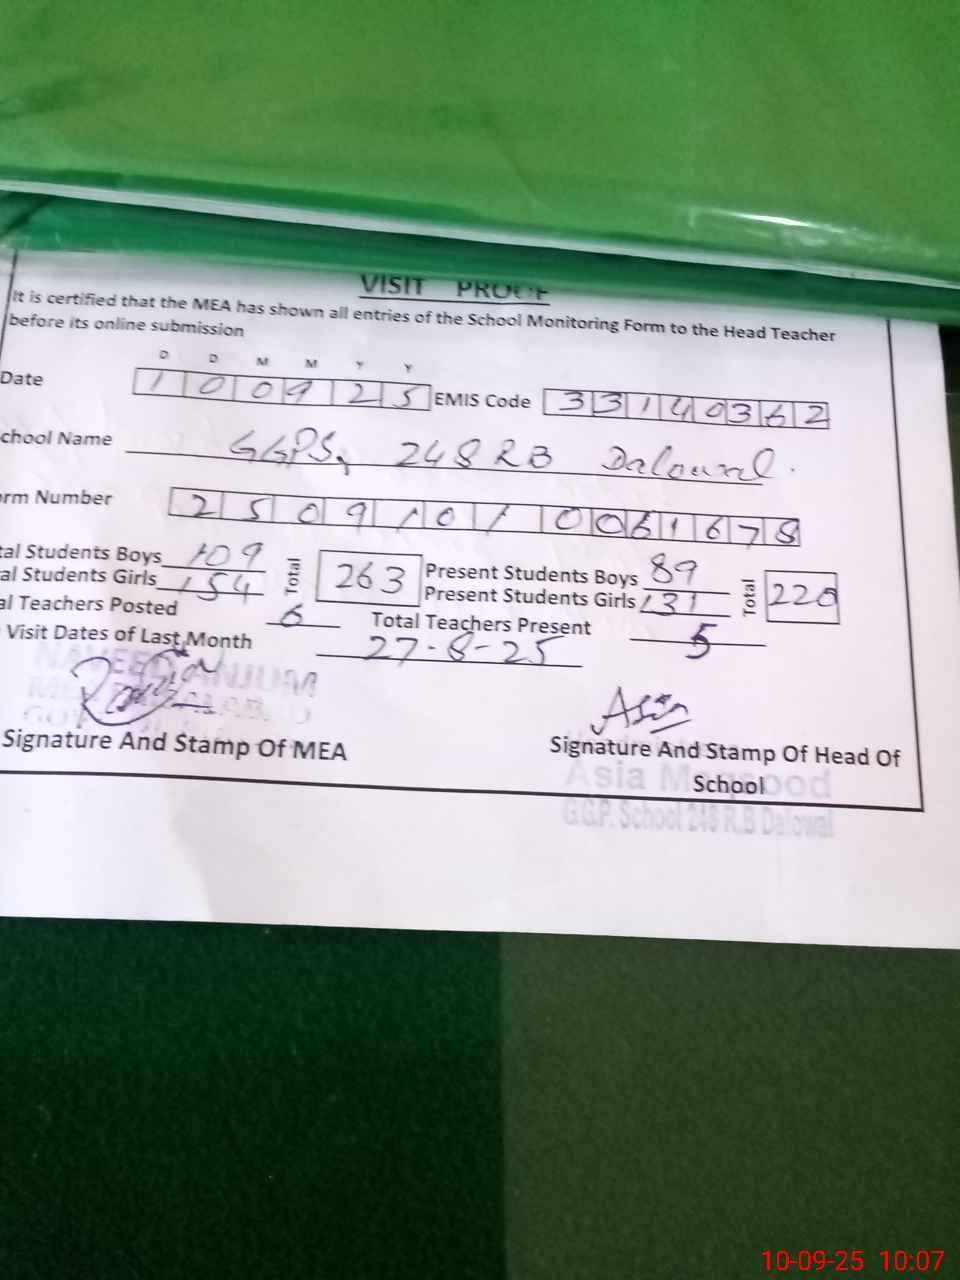 VISIT PROOF
It is certified that the MEA has shown all entries of the School Monitoring Form to the Head Teacher
before its online submission
D D M M Y Y
Date 1 0 0 9 2 5 EMIS Code 3 3 1 4 0 3 6 2
chool Name GGPS, 248 RB Dalowal.
orm Number 2 5 0 9 1 0 1 0 0 6 1 6 7 8
tal Students Boys 109 Total 263 Present Students Boys 89 Total 220
al Students Girls 154 Present Students Girls 131
al Teachers Posted 6 Total Teachers Present 5
Visit Dates of Last Month 27-8-25
NAVEED ANJUM
Asia
Signature And Stamp Of MEA Signature And Stamp Of Head Of
School
Asia Maqsood
G.G.P. School 248 R.B Dalowal
10-09-25 10:07